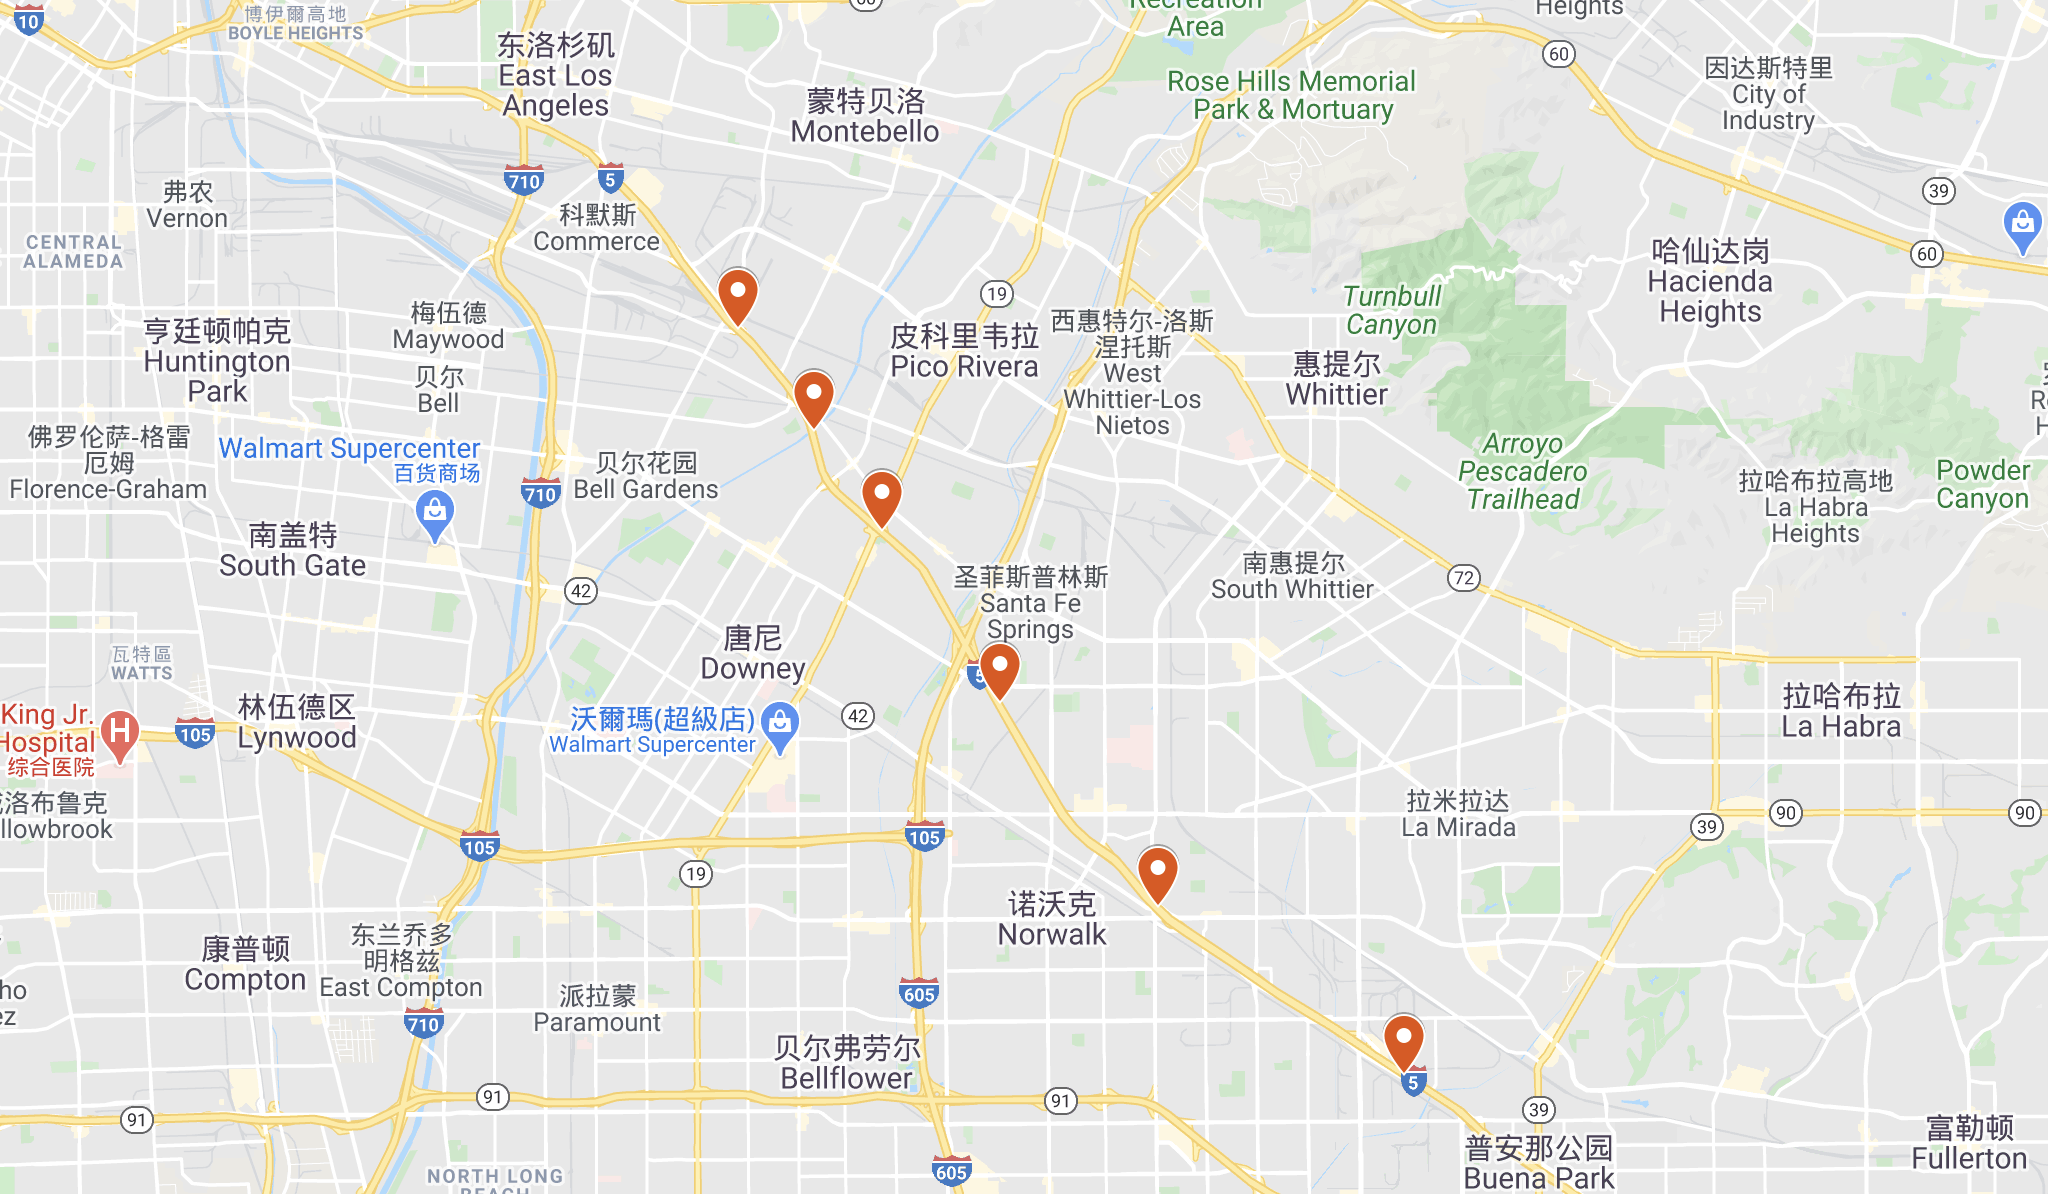 10
博伊爾高地
BOYLE HEIGHTS
东洛杉矶
East Los
Angeles
60
Recreation
Area
Heights
60
蒙特贝洛
Montebello
Rose Hills Memorial
Park & Mortuary
因达斯特里
City of
Industry
710
5
39
弗农
Vernon
科默斯
Commerce
CENTRAL
ALAMEDA
哈仙达岗
Hacienda
Heights
60
19
Turnbull
Canyon
梅伍德
Maywood
亨廷顿帕克
Huntington
Park
皮科里韦拉
Pico Rivera
西惠特尔-洛斯
涅托斯
West
Whittier-Los
Nietos
惠提尔
Whittier
贝尔
Bell
佛罗伦萨-格雷
厄姆
Florence-Graham
Walmart Supercenter
百货商场
贝尔花园
Bell Gardens
710
Arroyo
Pescadero
Trailhead
拉哈布拉高地
La Habra
Heights
Powder
Canyon
南盖特
South Gate
42
圣菲斯普林斯
Santa Fe
Springs
南惠提尔
South Whittier
72
唐尼
Downey
5
瓦特區
WATTS
林伍德区
Lynwood
King Jr.
Hospital
综合医院
105
沃爾瑪(超級店)
Walmart Supercenter
42
拉哈布拉
La Habra
洛布鲁克
llowbrook
105
105
拉米拉达
La Mirada
39
90
90
19
诺沃克
Norwalk
康普顿
Compton
东兰乔多
明格兹
East Compton
710
派拉蒙
Paramount
605
贝尔弗劳尔
Bellflower
5
91
91
91
39
普安那公园
Buena Park
富勒顿
Fullerton
NORTH LONG
BEACH
605